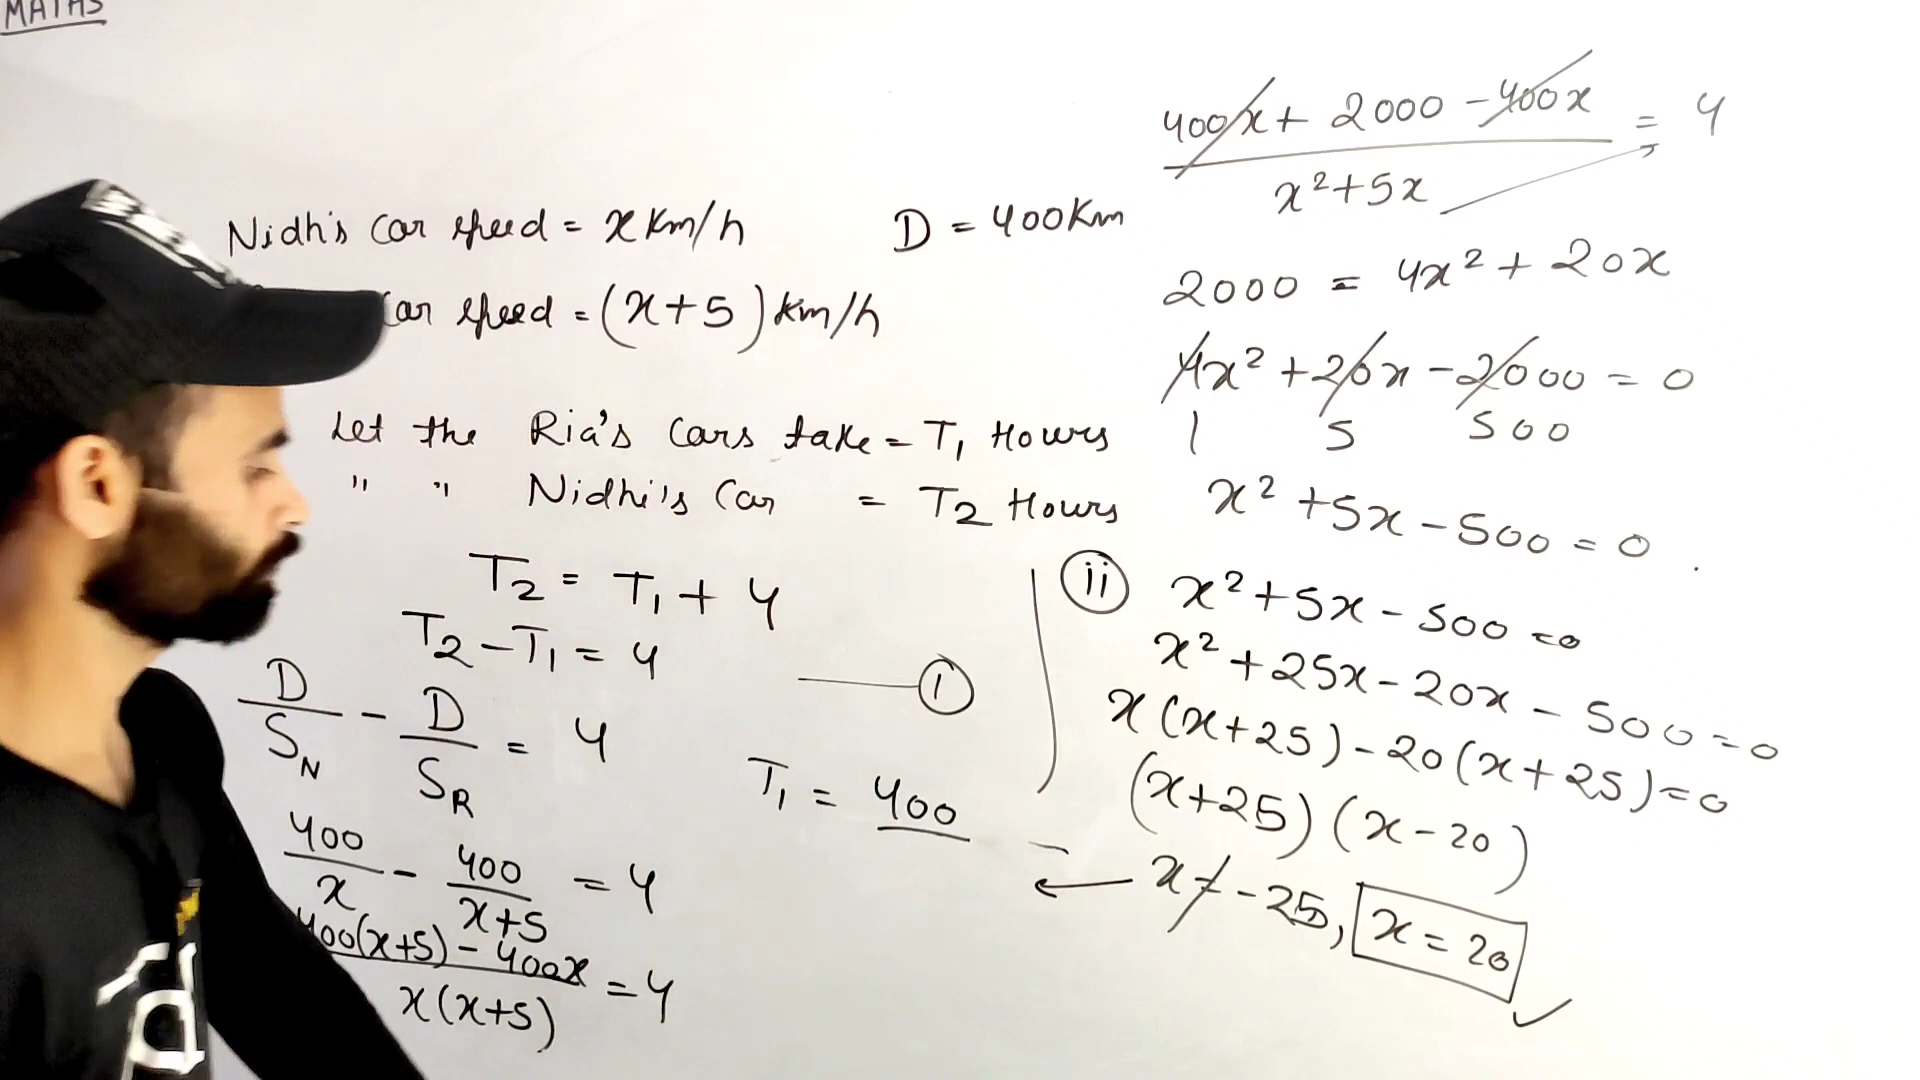 MATHS
Nidhi's Car speed = x km/h
D = 400 Km
Car speed = (x+5) km/h
Let the Ria's Cars take = T1 Hours
" " Nidhi's Car = T2 Hours
T2 = T1 + 4
T2 - T1 = 4 —— (1)
D/SN - D/SR = 4
400/x - 400/x+5 = 4
400(x+5) - 400x / x(x+5) = 4
T1 = 400
400x + 2000 - 400x / x²+5x = 4
2000 = 4x² + 20x
4x² + 20x - 2000 = 0
1 5 500
x² + 5x - 500 = 0
(ii) x² + 5x - 500 = 0
x² + 25x - 20x - 500 = 0
x(x+25) - 20(x+25) = 0
(x+25)(x-20)
x ≠ -25, x = 20 ✓